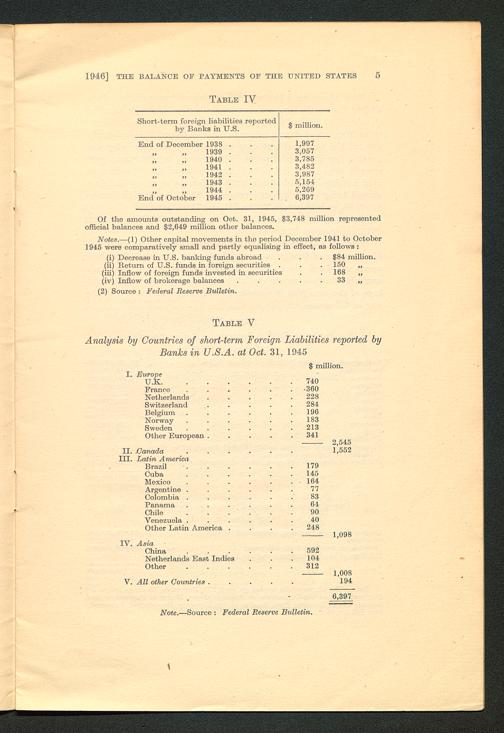 1946] THE BALANCE OF PAYMENTS OF THE UNITED STATES 5
TABLE IV
Short-term foreign liabilities reported by Banks in U.S. $ million.
End of December 1938 . . . 1,997
„ „ 1939 . . . 3,057
„ „ 1940 . . . 3,785
„ „ 1941 . . . 3,482
„ „ 1942 . . . 3,987
„ „ 1943 . . . 5,154
„ „ 1944 . . . 5,269
End of October 1945 . . . 6,397
Of the amounts outstanding on Oct. 31, 1945, $3,748 million represented
official balances and $2,649 million other balances.
Notes.—(1) Other capital movements in the period December 1941 to October
1945 were comparatively small and partly equalising in effect, as follows :
(i) Decrease in U.S. banking funds abroad . . . $84 million.
(ii) Return of U.S. funds in foreign securities . . . 150 „
(iii) Inflow of foreign funds invested in securities . . 168 „
(iv) Inflow of brokerage balances . . . . . 33 „
(2) Source : Federal Reserve Bulletin.
TABLE V
Analysis by Countries of short-term Foreign Liabilities reported by
Banks in U.S.A. at Oct. 31, 1945
$ million.
I. Europe
U.K. . . . . . . 740
France . . . . . . 360
Netherlands . . . . . 228
Switzerland . . . . . 284
Belgium . . . . . . 196
Norway . . . . . . 183
Sweden . . . . . . 213
Other European . . . . . 341
2,545
II. Canada . . . . . . 1,552
III. Latin America
Brazil . . . . . . 179
Cuba . . . . . . 145
Mexico . . . . . . 164
Argentine . . . . . . 77
Colombia . . . . . . 83
Panama . . . . . . 64
Chile . . . . . . 90
Venezuela . . . . . . 40
Other Latin America . . . . 248
1,098
IV. Asia
China . . . . . . 592
Netherlands East Indies . . . 104
Other . . . . . . 312
1,008
V. All other Countries . . . . . 194
6,397
Note.—Source : Federal Reserve Bulletin.